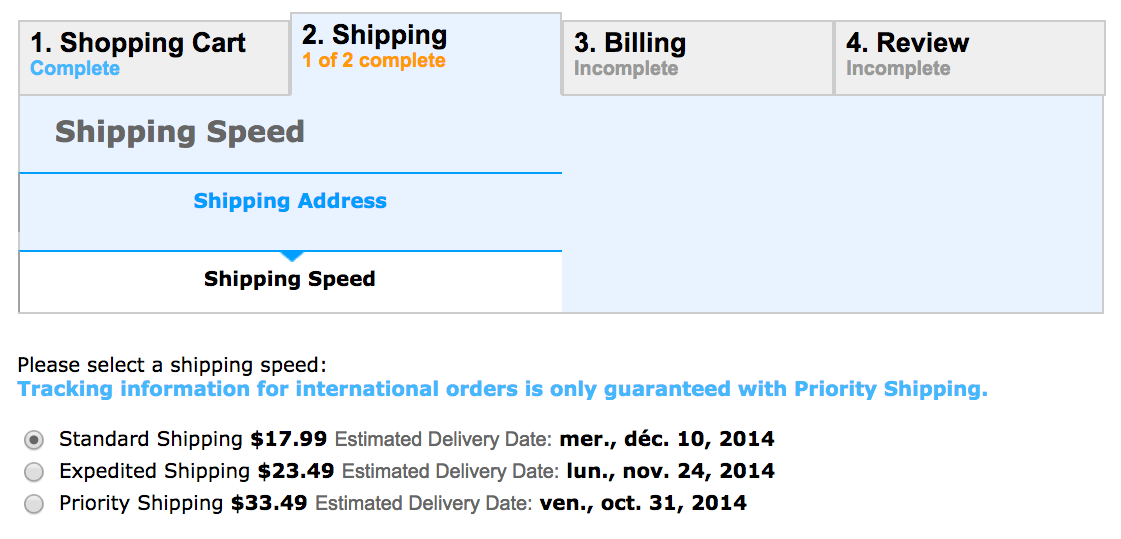 1. Shopping Cart
Complete
2. Shipping
1 of 2 complete
3. Billing
Incomplete
4. Review
Incomplete
Shipping Speed
Shipping Address
Shipping Speed
Please select a shipping speed:
Tracking information for international orders is only guaranteed with Priority Shipping.
Standard Shipping $17.99 Estimated Delivery Date: mer., déc. 10, 2014
Expedited Shipping $23.49 Estimated Delivery Date: lun., nov. 24, 2014
Priority Shipping $33.49 Estimated Delivery Date: ven., oct. 31, 2014